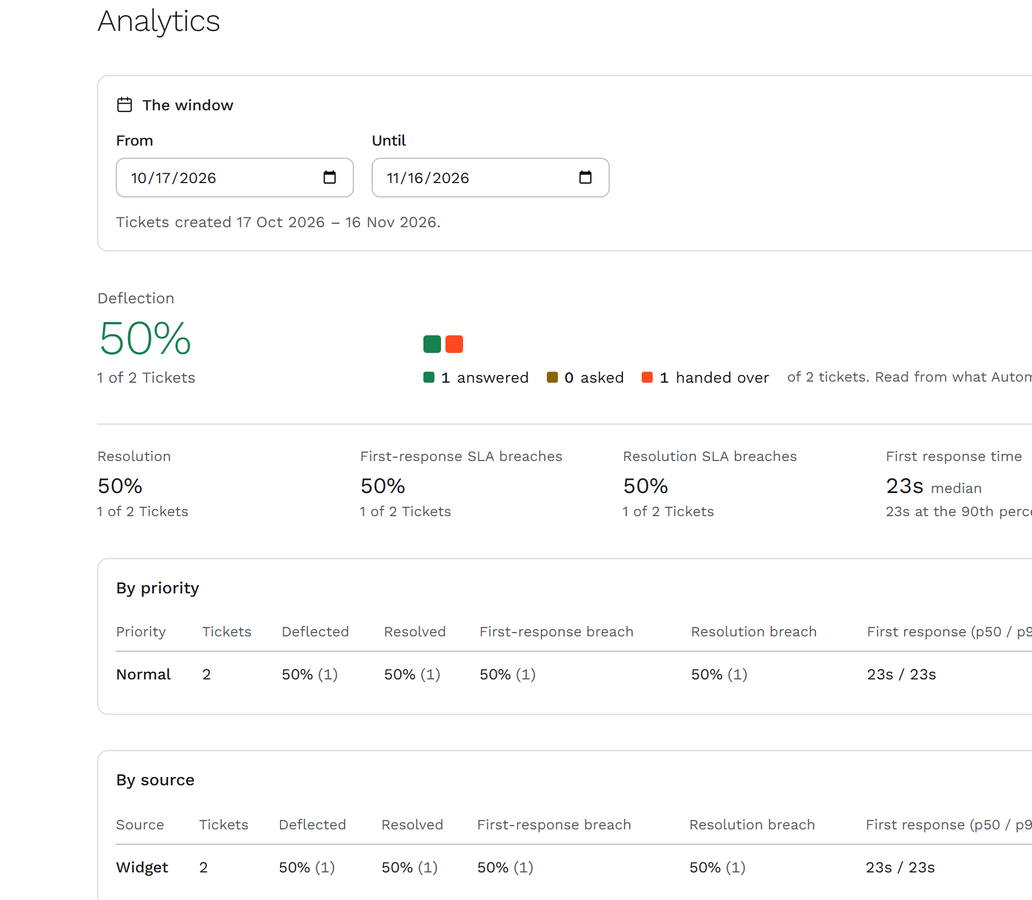 Analytics
The window
From Until
10/17/2026 11/16/2026
Tickets created 17 Oct 2026 – 16 Nov 2026.
Deflection
50%
1 of 2 Tickets
1 answered 0 asked 1 handed over of 2 tickets. Read from what
Resolution First-response SLA breaches Resolution SLA breaches First response time
50% 50% 50% 23s median
1 of 2 Tickets 1 of 2 Tickets 1 of 2 Tickets 23s at the 90th
By priority
Priority Tickets Deflected Resolved First-response breach Resolution breach First response (p50 /
Normal 2 50% (1) 50% (1) 50% (1) 50% (1) 23s / 23s
By source
Source Tickets Deflected Resolved First-response breach Resolution breach First response (p50 /
Widget 2 50% (1) 50% (1) 50% (1) 50% (1) 23s / 23s